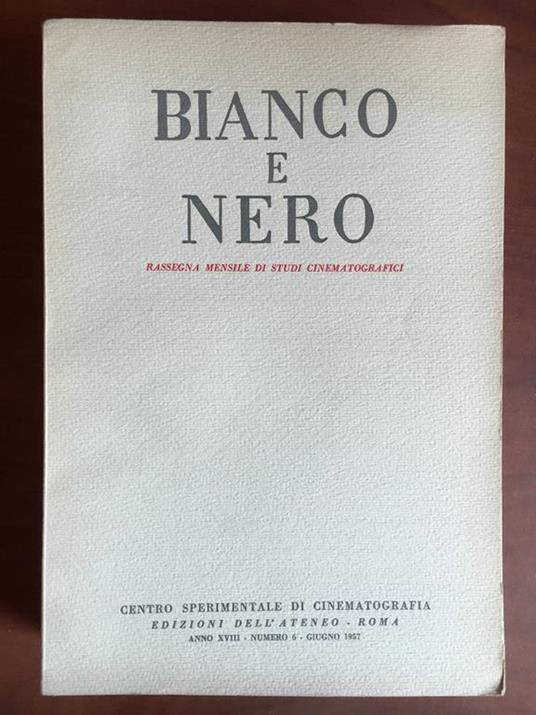 BIANCO
E
NERO
RASSEGNA MENSILE DI STUDI CINEMATOGRAFICI
CENTRO SPERIMENTALE DI CINEMATOGRAFIA
EDIZIONI DELL'ATENEO - ROMA
ANNO XVIII - NUMERO 6 - GIUGNO 1957